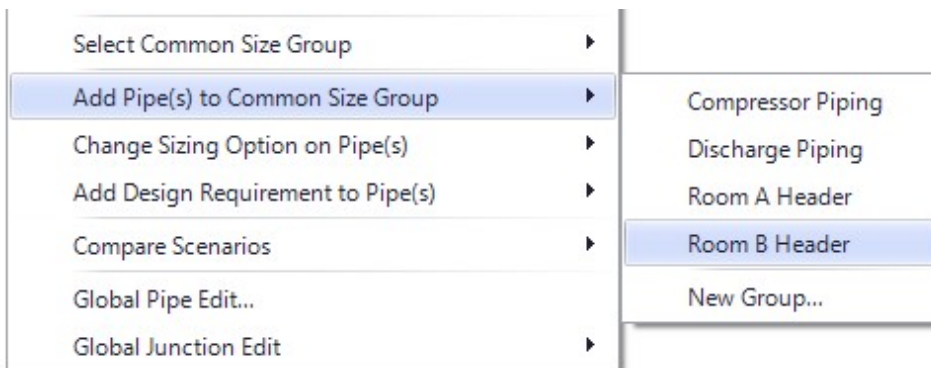 Select Common Size Group
Add Pipe(s) to Common Size Group
Change Sizing Option on Pipe(s)
Add Design Requirement to Pipe(s)
Compare Scenarios
Global Pipe Edit...
Global Junction Edit
Compressor Piping
Discharge Piping
Room A Header
Room B Header
New Group...